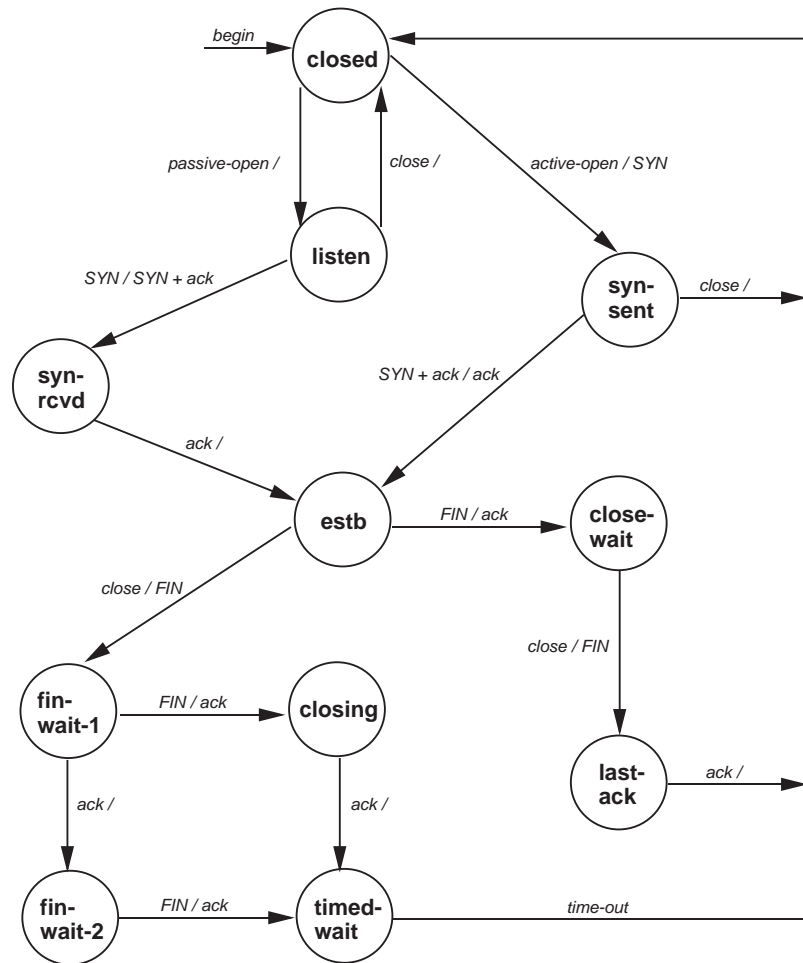 begin
closed
passive-open /
close /
active-open / SYN
listen
SYN / SYN + ack
syn-
sent
close /
syn-
rcvd
SYN + ack / ack
ack /
estb
FIN / ack
close-
wait
close / FIN
close / FIN
fin-
wait-1
FIN / ack
closing
last-
ack
ack /
ack /
ack /
fin-
wait-2
FIN / ack
timed-
wait
time-out